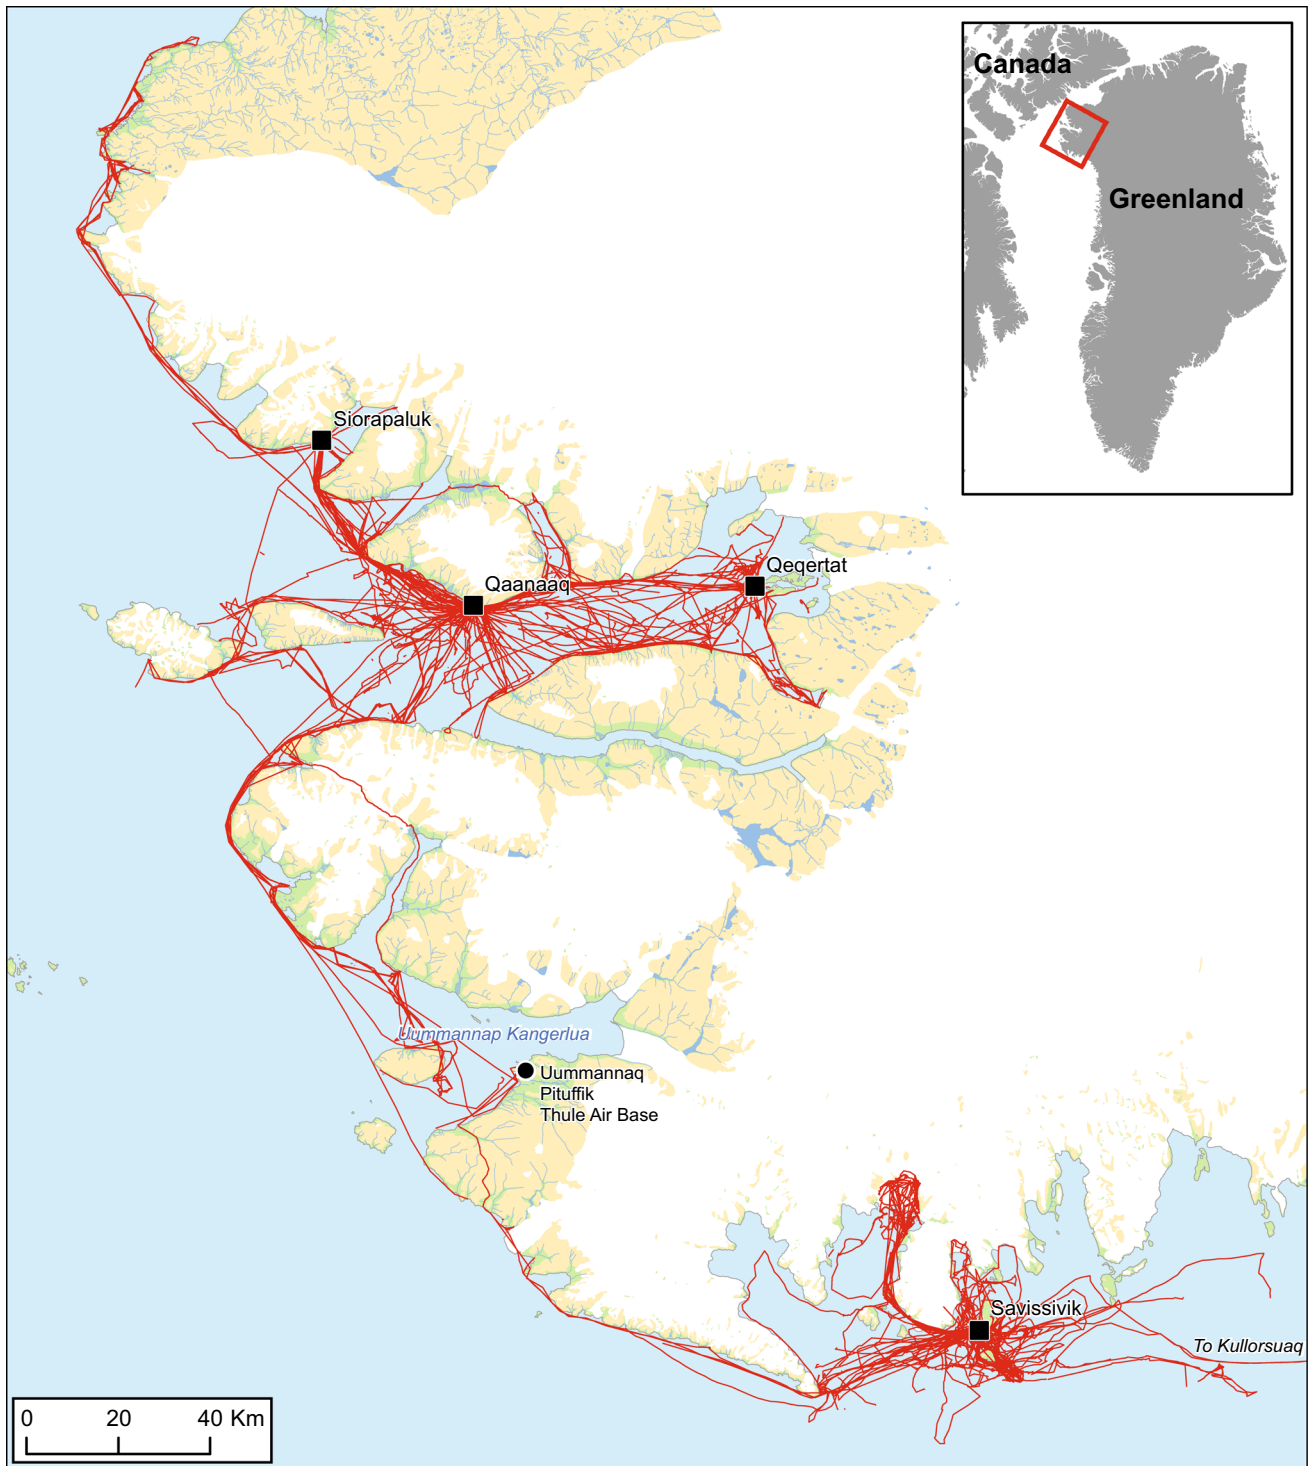 Canada
Greenland
Siorapaluk
Qeqertat
Qaanaaq
Uummannap Kangerlua
Uummannaq
Pituffik
Thule Air Base
Savissivik
To Kullorsuaq
0 20 40 Km